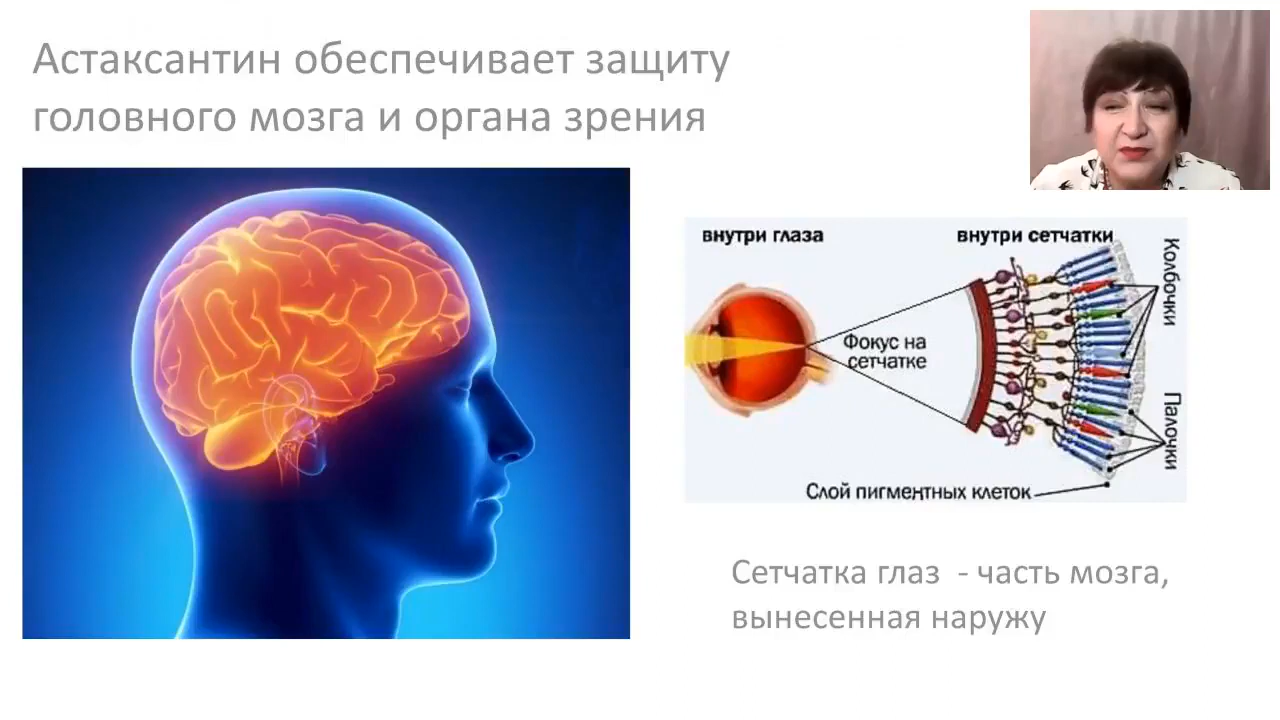 Астаксантин обеспечивает защиту
головного мозга и органа зрения
внутри глаза
внутри сетчатки
Колбочки
Фокус на
сетчатке
Палочки
Слой пигментных клеток
Сетчатка глаз - часть мозга,
вынесенная наружу